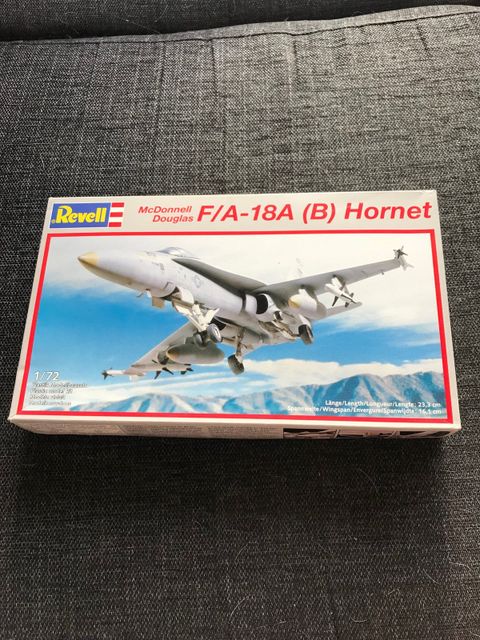 Revell
McDonnell
Douglas
F/A-18A (B) Hornet
1/72
Länge/Length/Longueur/Lengte: 23,3 cm
Spannweite/Wingspan/Envergure/Spanwijdte: 16,5 cm